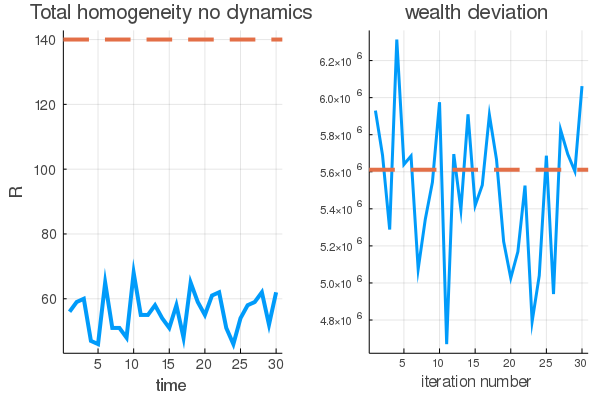 Total homogeneity no dynamics
140
120
100
80
60
R
5 10 15 20 25 30
time
wealth deviation
6.2×10⁶
6.0×10⁶
5.8×10⁶
5.6×10⁶
5.4×10⁶
5.2×10⁶
5.0×10⁶
4.8×10⁶
5 10 15 20 25 30
iteration number